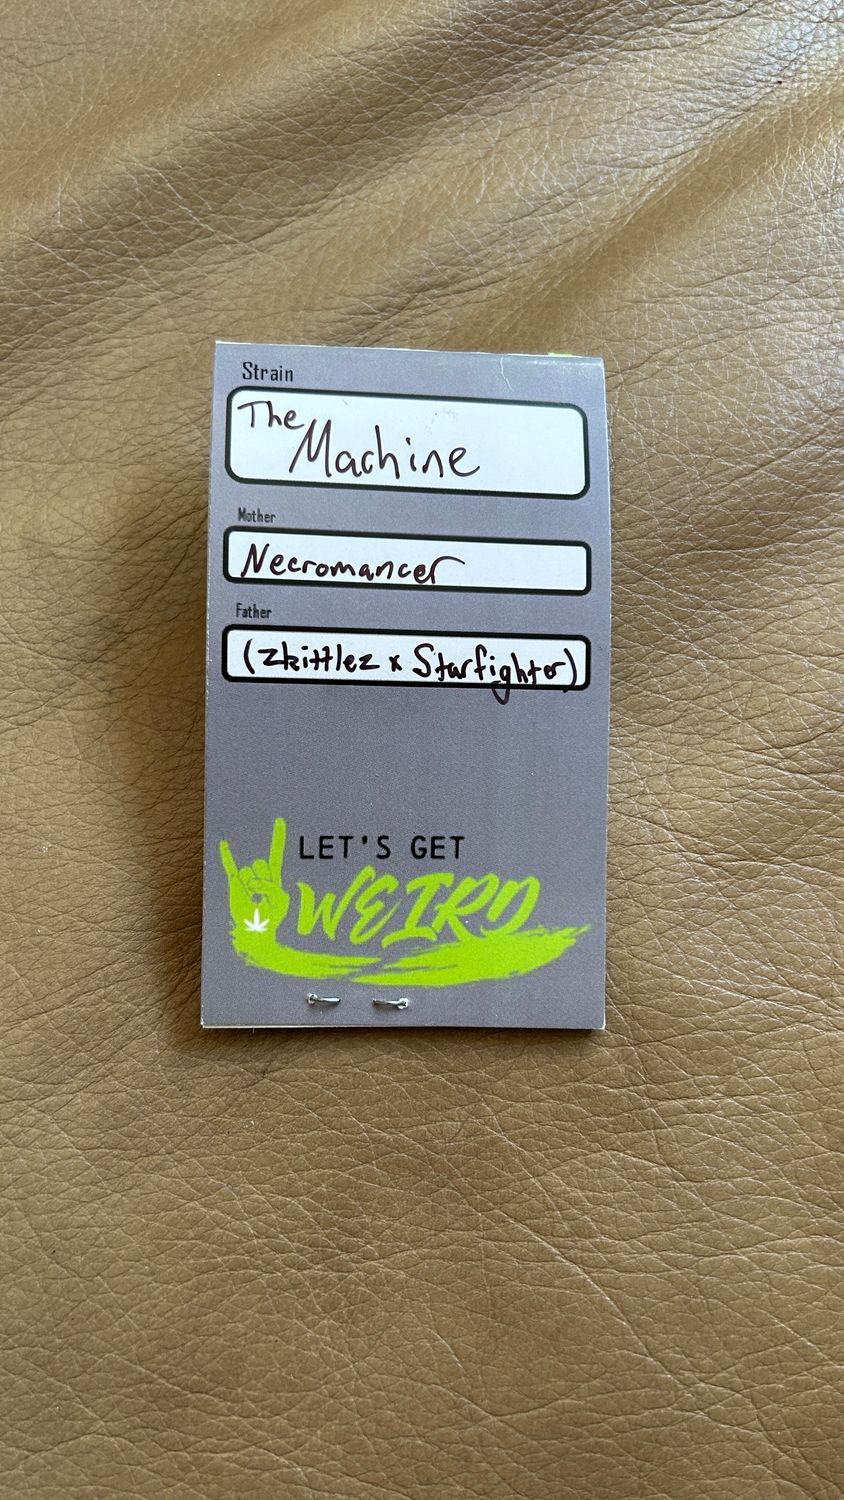 Strain
The
Machine
Mother
Necromancer
Father
(Zkittlez x Starfighter)
LET'S GET
WEIRD